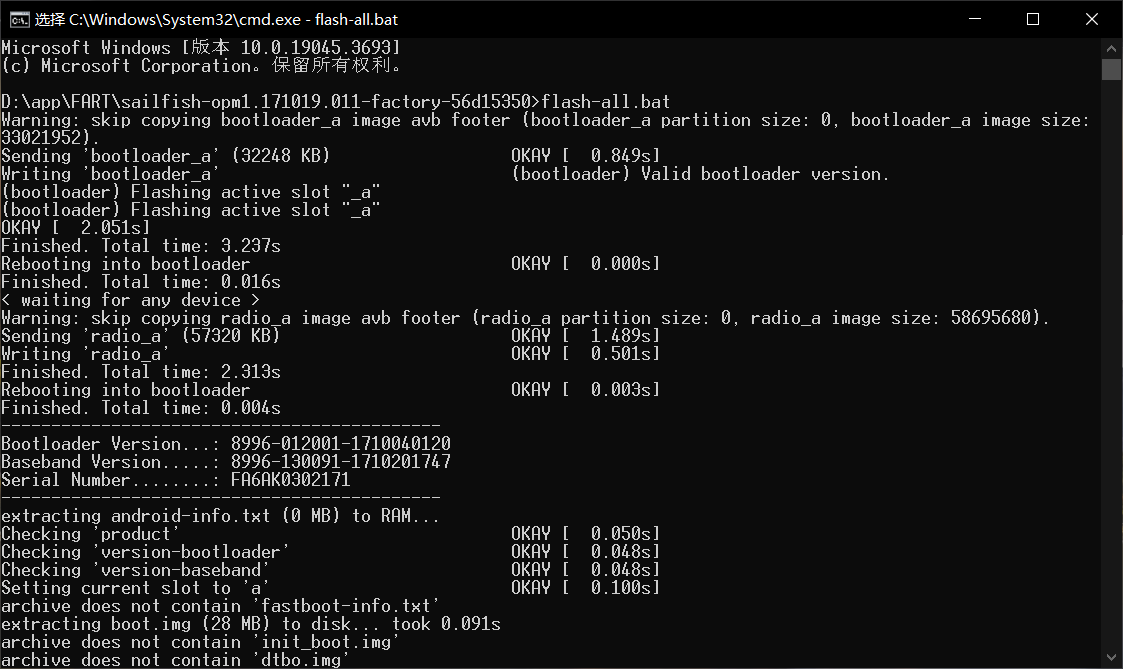 选择 C:\Windows\System32\cmd.exe - flash-all.bat
Microsoft Windows [版本 10.0.19045.3693]
(c) Microsoft Corporation。保留所有权利。
D:\app\FART\sailfish-opm1.171019.011-factory-56d15350>flash-all.bat
Warning: skip copying bootloader_a image avb footer (bootloader_a partition size: 0, bootloader_a image size:
33021952).
Sending 'bootloader_a' (32248 KB)                  OKAY [  0.849s]
Writing 'bootloader_a'                             (bootloader) Valid bootloader version.
(bootloader) Flashing active slot "_a"
(bootloader) Flashing active slot "_a"
OKAY [  2.051s]
Finished. Total time: 3.237s
Rebooting into bootloader                          OKAY [  0.000s]
Finished. Total time: 0.016s
< waiting for any device >
Warning: skip copying radio_a image avb footer (radio_a partition size: 0, radio_a image size: 58695680).
Sending 'radio_a' (57320 KB)                       OKAY [  1.489s]
Writing 'radio_a'                                  OKAY [  0.501s]
Finished. Total time: 2.313s
Rebooting into bootloader                          OKAY [  0.003s]
Finished. Total time: 0.004s
--------------------------------------------
Bootloader Version...: 8996-012001-1710040120
Baseband Version.....: 8996-130091-1710201747
Serial Number........: FA6AK0302171
--------------------------------------------
extracting android-info.txt (0 MB) to RAM...
Checking 'product'                                 OKAY [  0.050s]
Checking 'version-bootloader'                      OKAY [  0.048s]
Checking 'version-baseband'                        OKAY [  0.048s]
Setting current slot to 'a'                        OKAY [  0.100s]
archive does not contain 'fastboot-info.txt'
extracting boot.img (28 MB) to disk... took 0.091s
archive does not contain 'init_boot.img'
archive does not contain 'dtbo.img'